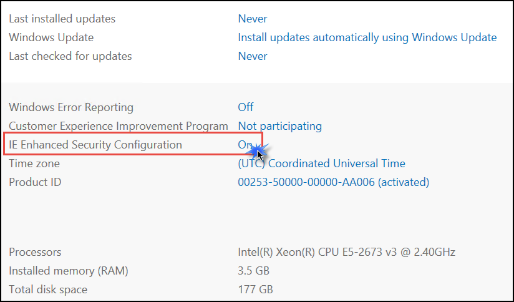 Last installed updates Never
Windows Update Install updates automatically using Windows Update
Last checked for updates Never
Windows Error Reporting Off
Customer Experience Improvement Program Not participating
IE Enhanced Security Configuration On
Time zone (UTC) Coordinated Universal Time
Product ID 00253-50000-00000-AA006 (activated)
Processors Intel(R) Xeon(R) CPU E5-2673 v3 @ 2.40GHz
Installed memory (RAM) 3.5 GB
Total disk space 177 GB